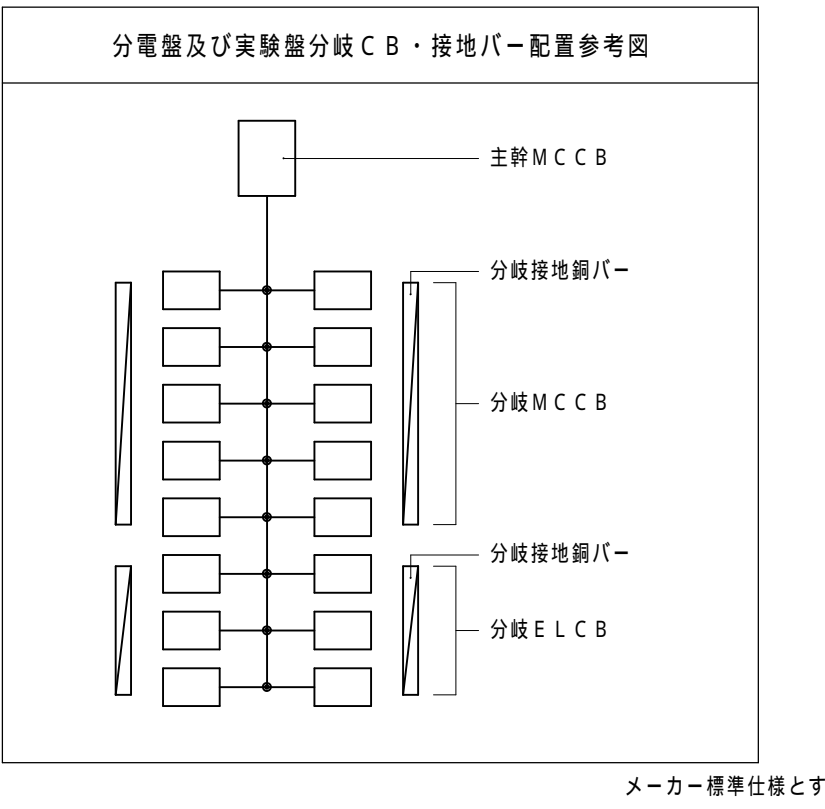 分電盤及び実験盤分岐ＣＢ・接地バー配置参考図
主幹ＭＣＣＢ
分岐接地銅バー
分岐ＭＣＣＢ
分岐接地銅バー
分岐ＥＬＣＢ
メーカー標準仕様とす